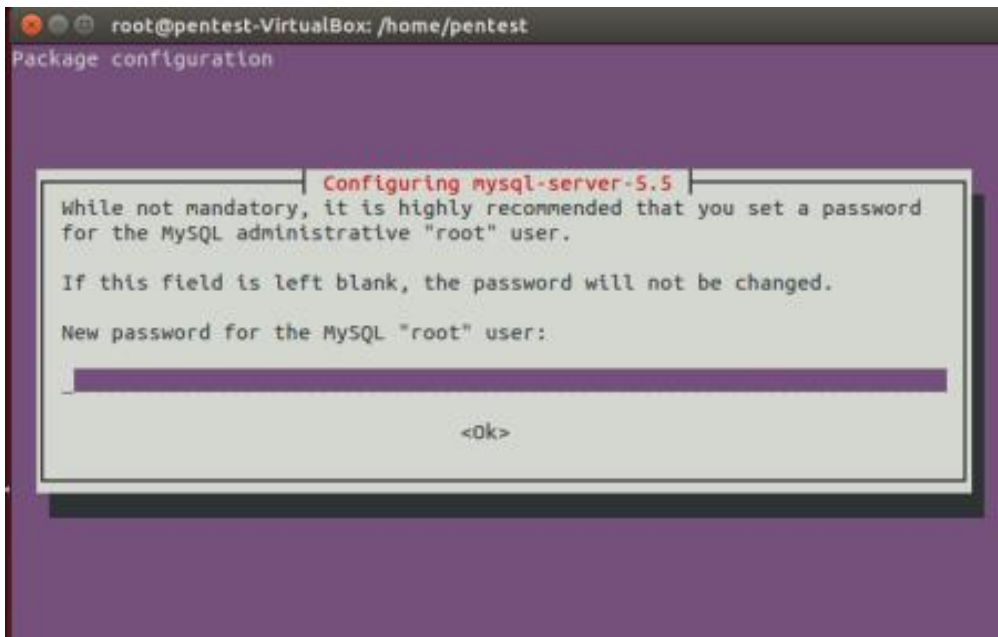 root@pentest-VirtualBox: /home/pentest
Package configuration
Configuring mysql-server-5.5
While not mandatory, it is highly recommended that you set a password
for the MySQL administrative "root" user.
If this field is left blank, the password will not be changed.
New password for the MySQL "root" user:
<Ok>